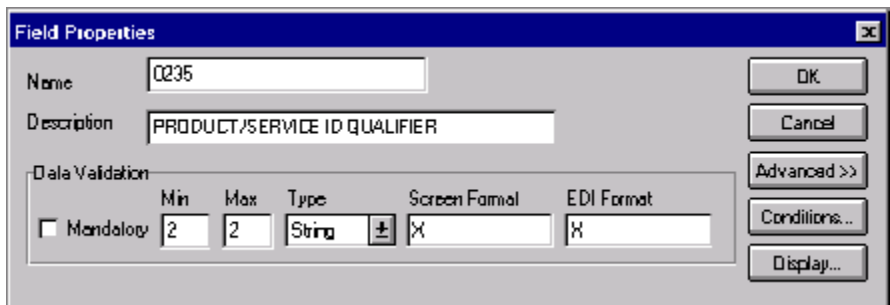 Field Properties
Name 0235 OK
Description PRODUCT/SERVICE ID QUALIFIER Cancel
Data Validation Advanced >>
Min Max Type Screen Format EDI Format
Mandatory 2 2 String X X Conditions...
Display...